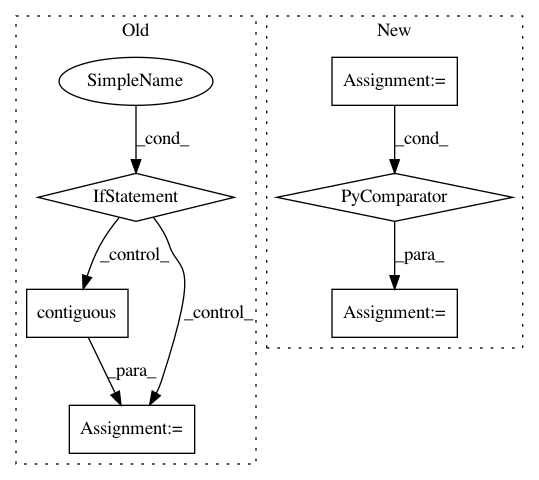 Old
SimpleName
_cond_
IfStatement
_control_
_control_
contiguous
_para_
Assignment:=
New
Assignment:=
_cond_
PyComparator
_para_
Assignment:=